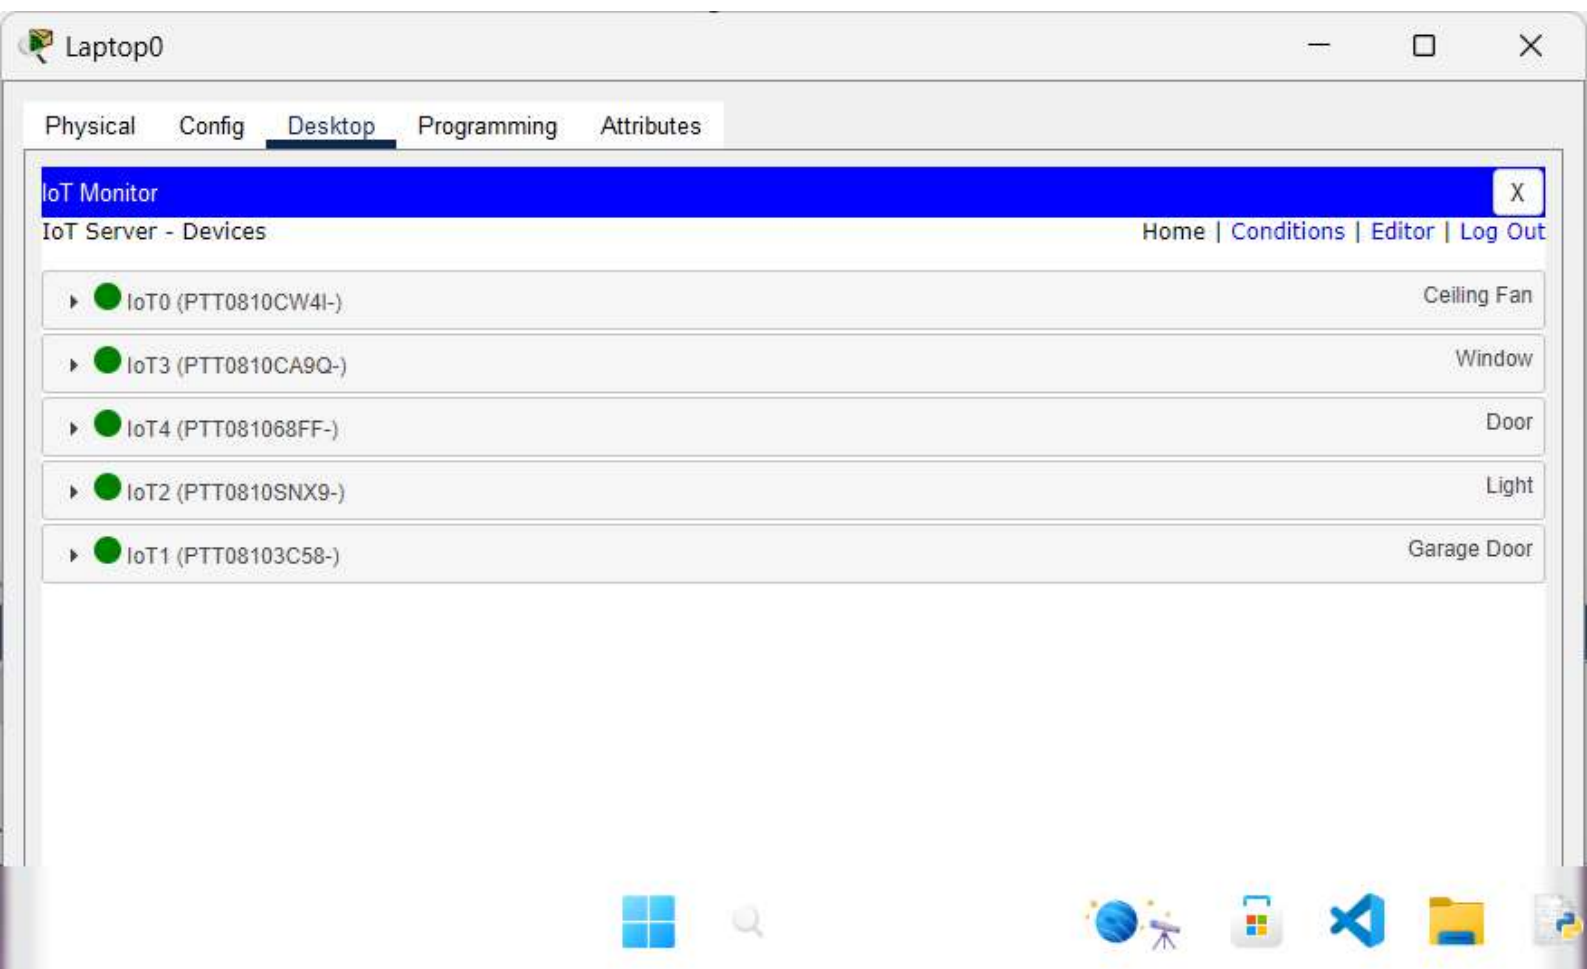 Laptop0
Physical Config Desktop Programming Attributes
IoT Monitor X
IoT Server - Devices Home | Conditions | Editor | Log Out
IoT0 (PTT0810CW4I-) Ceiling Fan
IoT3 (PTT0810CA9Q-) Window
IoT4 (PTT081068FF-) Door
IoT2 (PTT0810SNX9-) Light
IoT1 (PTT08103C58-) Garage Door